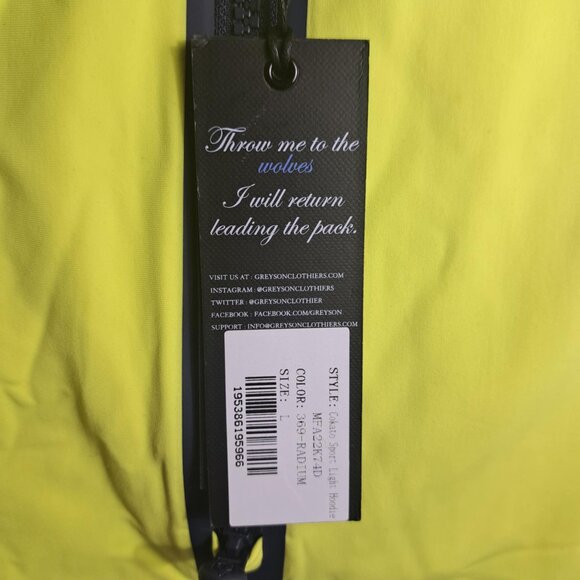 Throw me to the
wolves
I will return
leading the pack.
VISIT US AT : GREYSONCLOTHIERS.COM
INSTAGRAM : @GREYSONCLOTHIERS
TWITTER : @GREYSONCLOTHIER
FACEBOOK : FACEBOOK.COM/GREYSON
SUPPORT : INFO@GREYSONCLOTHIERS.COM
STYLE: Cokato Sport Light Hoodie
MFA22K74D
COLOR: 369-RADIUM
SIZE: L
195386195966